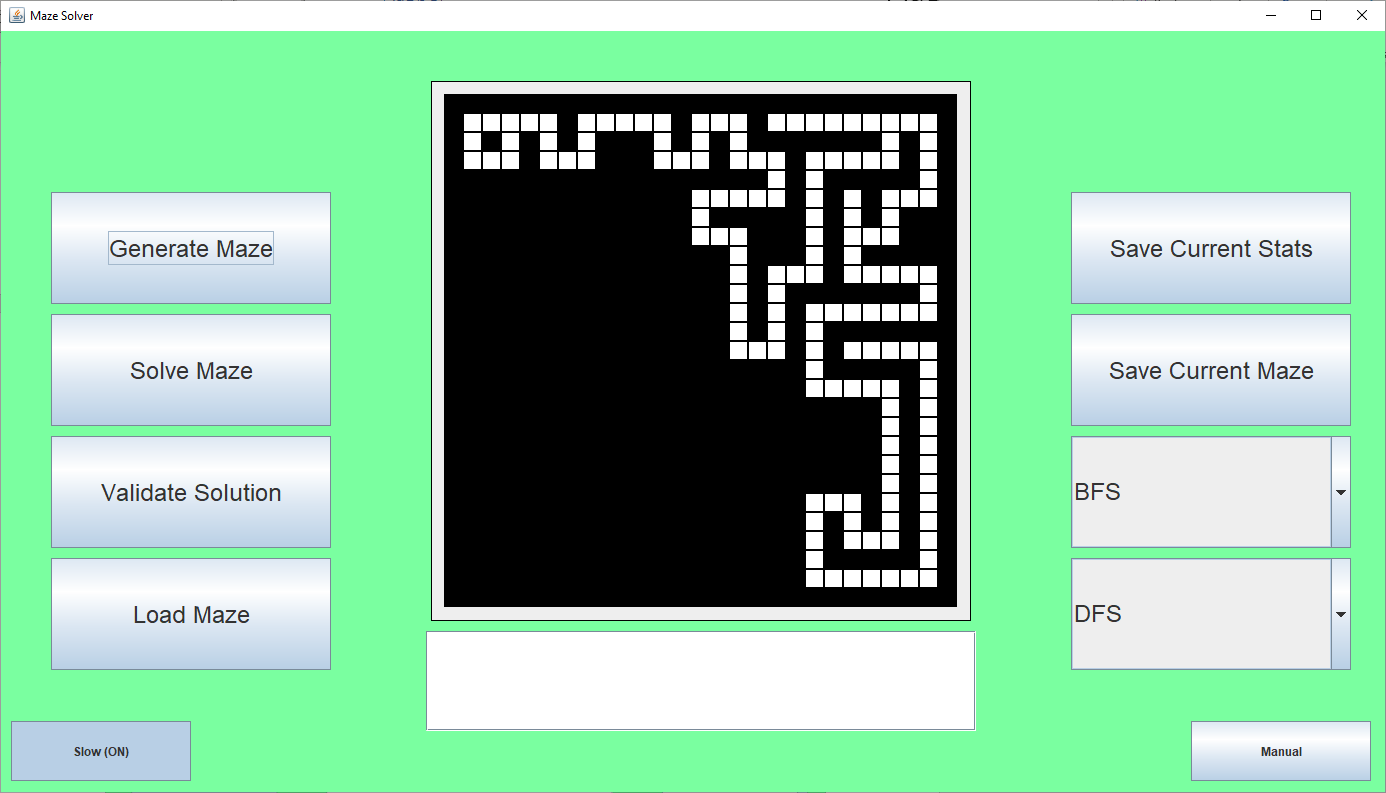 Maze Solver
Generate Maze
Solve Maze
Validate Solution
Load Maze
Slow (ON)
Save Current Stats
Save Current Maze
BFS
DFS
Manual